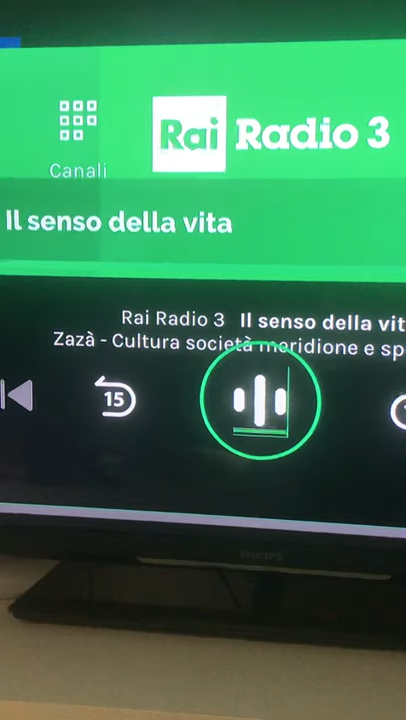 Canali
Rai Radio 3
Il senso della vita
Rai Radio 3 Il senso della vit
Zazà - Cultura società meridione e sp
15
PHILIPS